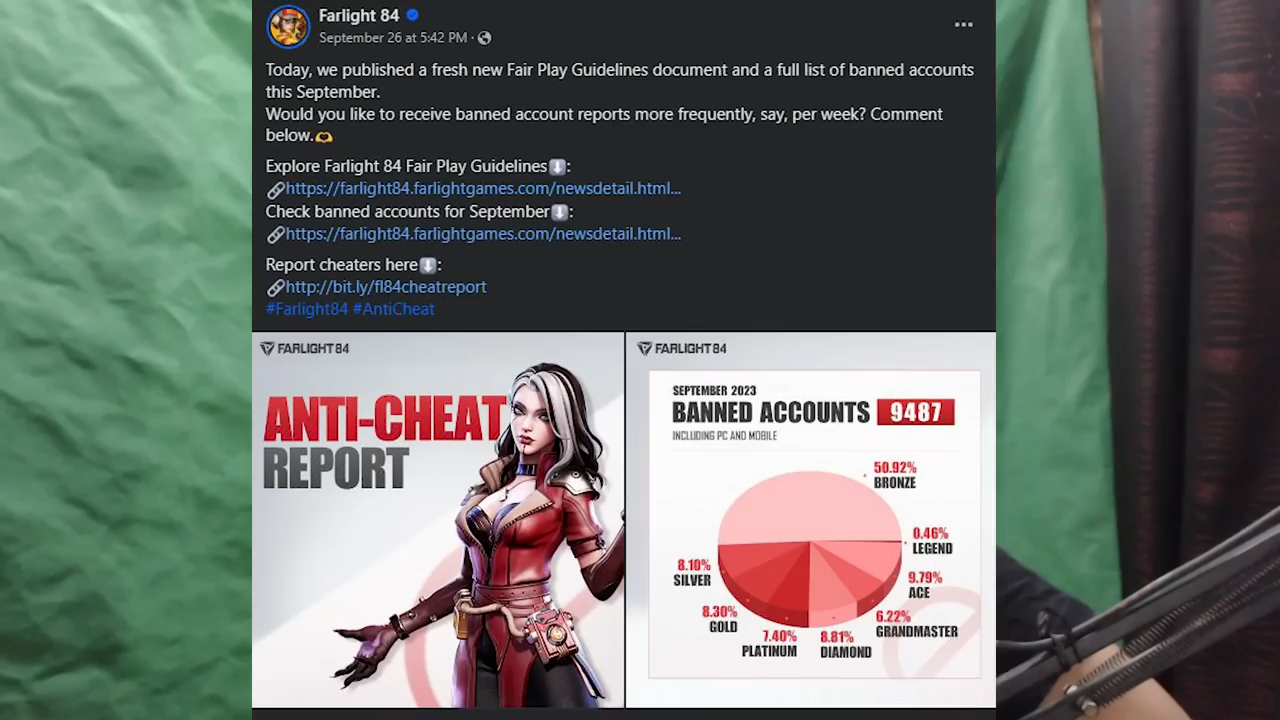 Farlight 84
September 26 at 5:42 PM ·
Today, we published a fresh new Fair Play Guidelines document and a full list of banned accounts
this September.
Would you like to receive banned account reports more frequently, say, per week? Comment
below.🫶
Explore Farlight 84 Fair Play Guidelines⬇️:
🔗https://farlight84.farlightgames.com/newsdetail.html...
Check banned accounts for September⬇️:
🔗https://farlight84.farlightgames.com/newsdetail.html...
Report cheaters here⬇️:
🔗http://bit.ly/fl84cheatreport
#Farlight84 #AntiCheat
FARLIGHT 84
ANTI-CHEAT
REPORT
FARLIGHT 84
SEPTEMBER 2023
BANNED ACCOUNTS 9487
INCLUDING PC AND MOBILE
50.92%
BRONZE
0.46%
LEGEND
9.79%
ACE
6.22%
GRANDMASTER
8.81%
DIAMOND
7.40%
PLATINUM
8.30%
GOLD
8.10%
SILVER